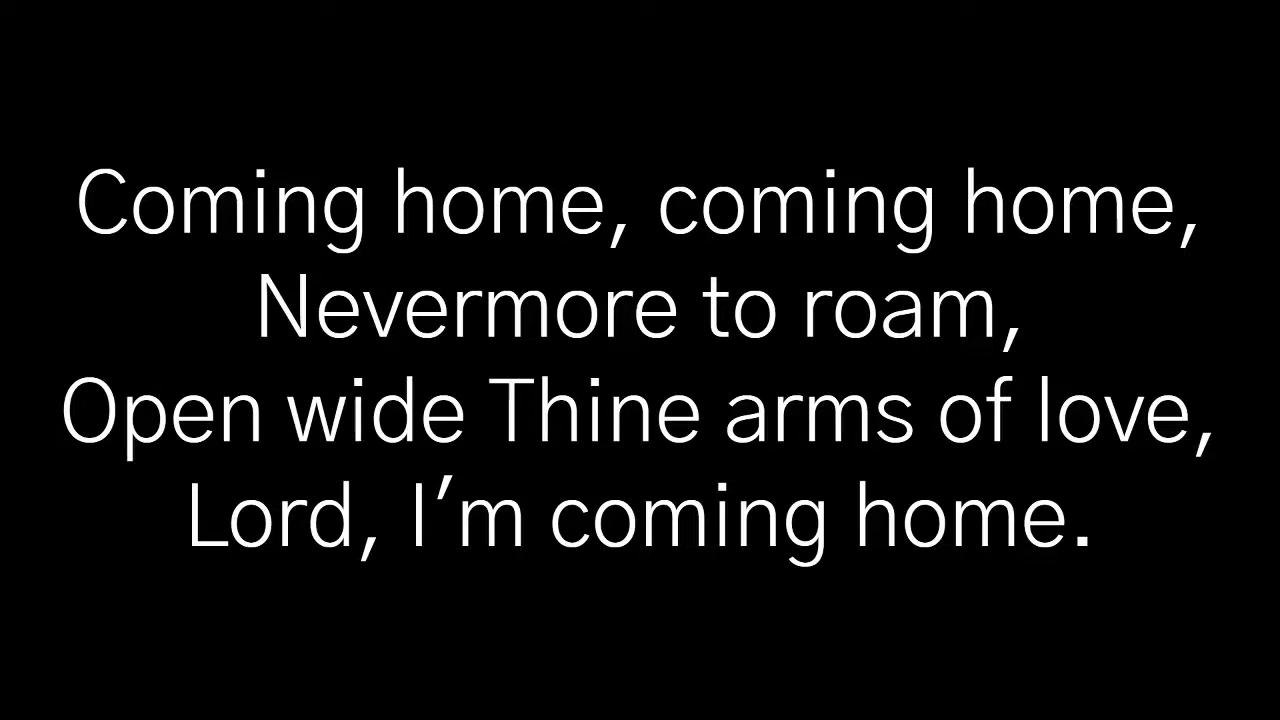 Coming home, coming home,
Nevermore to roam,
Open wide Thine arms of love,
Lord, I'm coming home.